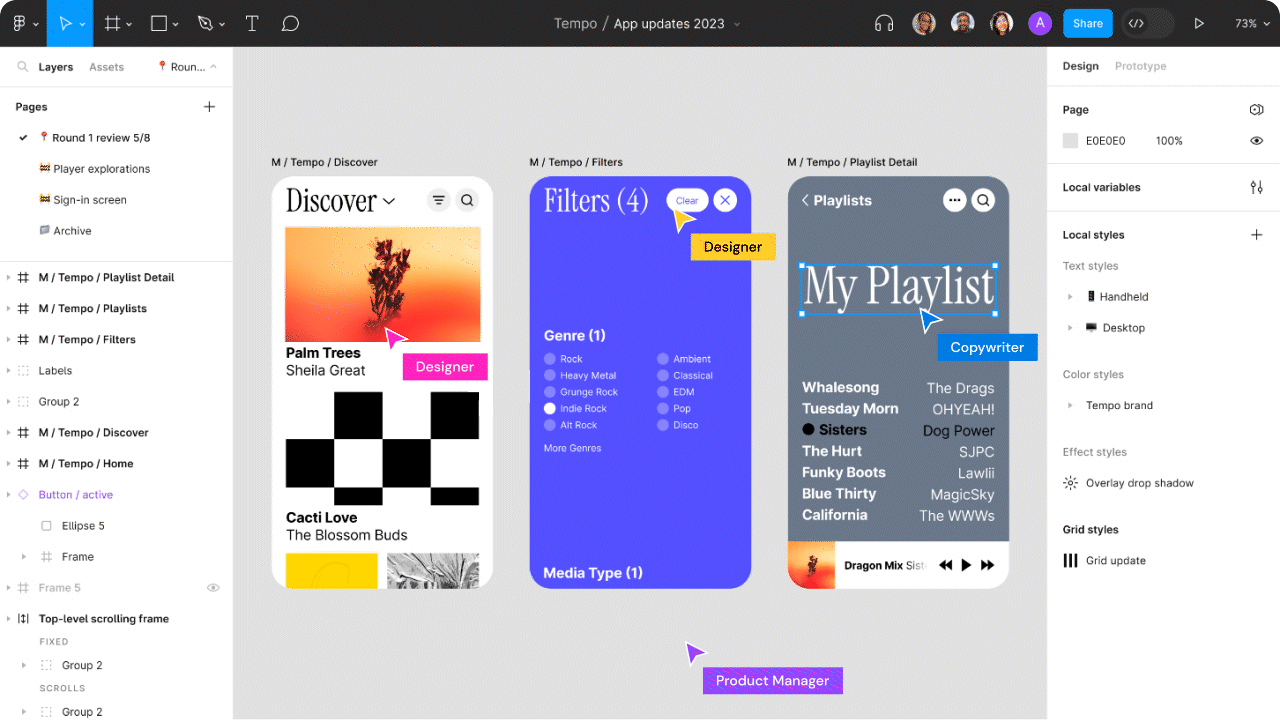 Tempo / App updates 2023
A
Share
73%
Layers
Assets
Roun...
Pages
Round 1 review 5/8
Player explorations
Sign-in screen
Archive
M / Tempo / Playlist Detail
M / Tempo / Playlists
M / Tempo / Filters
Labels
Group 2
M / Tempo / Discover
M / Tempo / Home
Button / active
Ellipse 5
Frame
Frame 5
Top-level scrolling frame
FIXED
Group 2
SCROLLS
Group 2
M / Tempo / Discover
Discover
Palm Trees
Sheila Great
Designer
Cacti Love
The Blossom Buds
M / Tempo / Filters
Filters (4)
Clear
Designer
Genre (1)
Rock
Ambient
Heavy Metal
Classical
Grunge Rock
EDM
Indie Rock
Pop
Alt Rock
Disco
More Genres
Media Type (1)
M / Tempo / Playlist Detail
Playlists
My Playlist
Copywriter
Whalesong The Drags
Tuesday Morn OHYEAH!
Sisters Dog Power
The Hurt SJPC
Funky Boots Lawlii
Blue Thirty MagicSky
California The WWWs
Dragon Mix Siste
Product Manager
Design
Prototype
Page
E0E0E0 100%
Local variables
Local styles
Text styles
Handheld
Desktop
Color styles
Tempo brand
Effect styles
Overlay drop shadow
Grid styles
Grid update